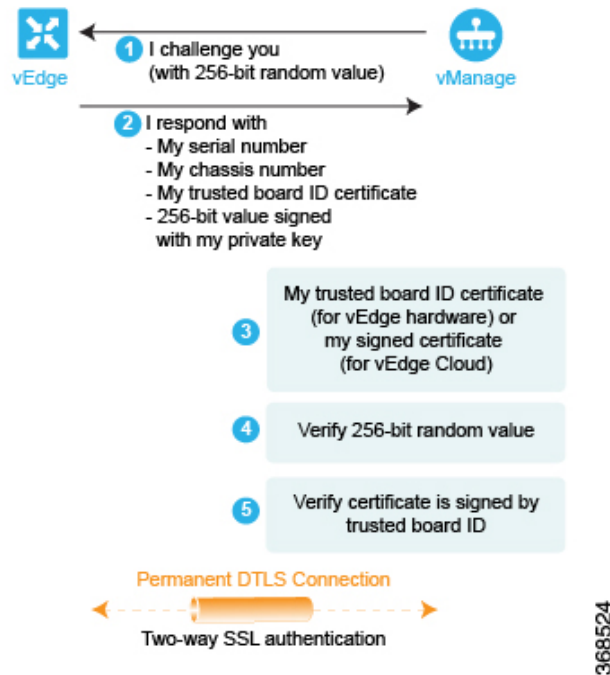 vEdge
vManage
1 I challenge you
(with 256-bit random value)
2 I respond with
- My serial number
- My chassis number
- My trusted board ID certificate
- 256-bit value signed
with my private key
3 My trusted board ID certificate
(for vEdge hardware) or
my signed certificate
(for vEdge Cloud)
4 Verify 256-bit random value
5 Verify certificate is signed by
trusted board ID
Permanent DTLS Connection
Two-way SSL authentication
368524